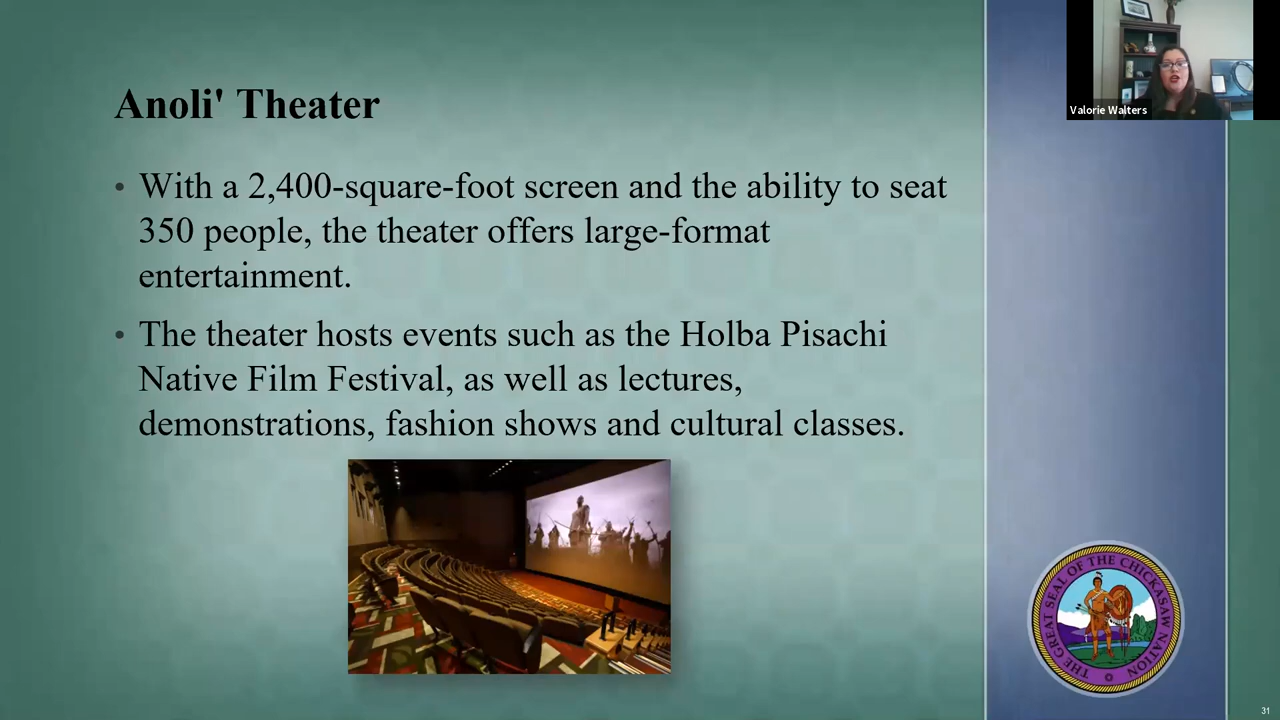 Anoli' Theater
Valorie Walters
• With a 2,400-square-foot screen and the ability to seat
350 people, the theater offers large-format
entertainment.
• The theater hosts events such as the Holba Pisachi
Native Film Festival, as well as lectures,
demonstrations, fashion shows and cultural classes.
THE GREAT SEAL OF THE CHICKASAW NATION
31